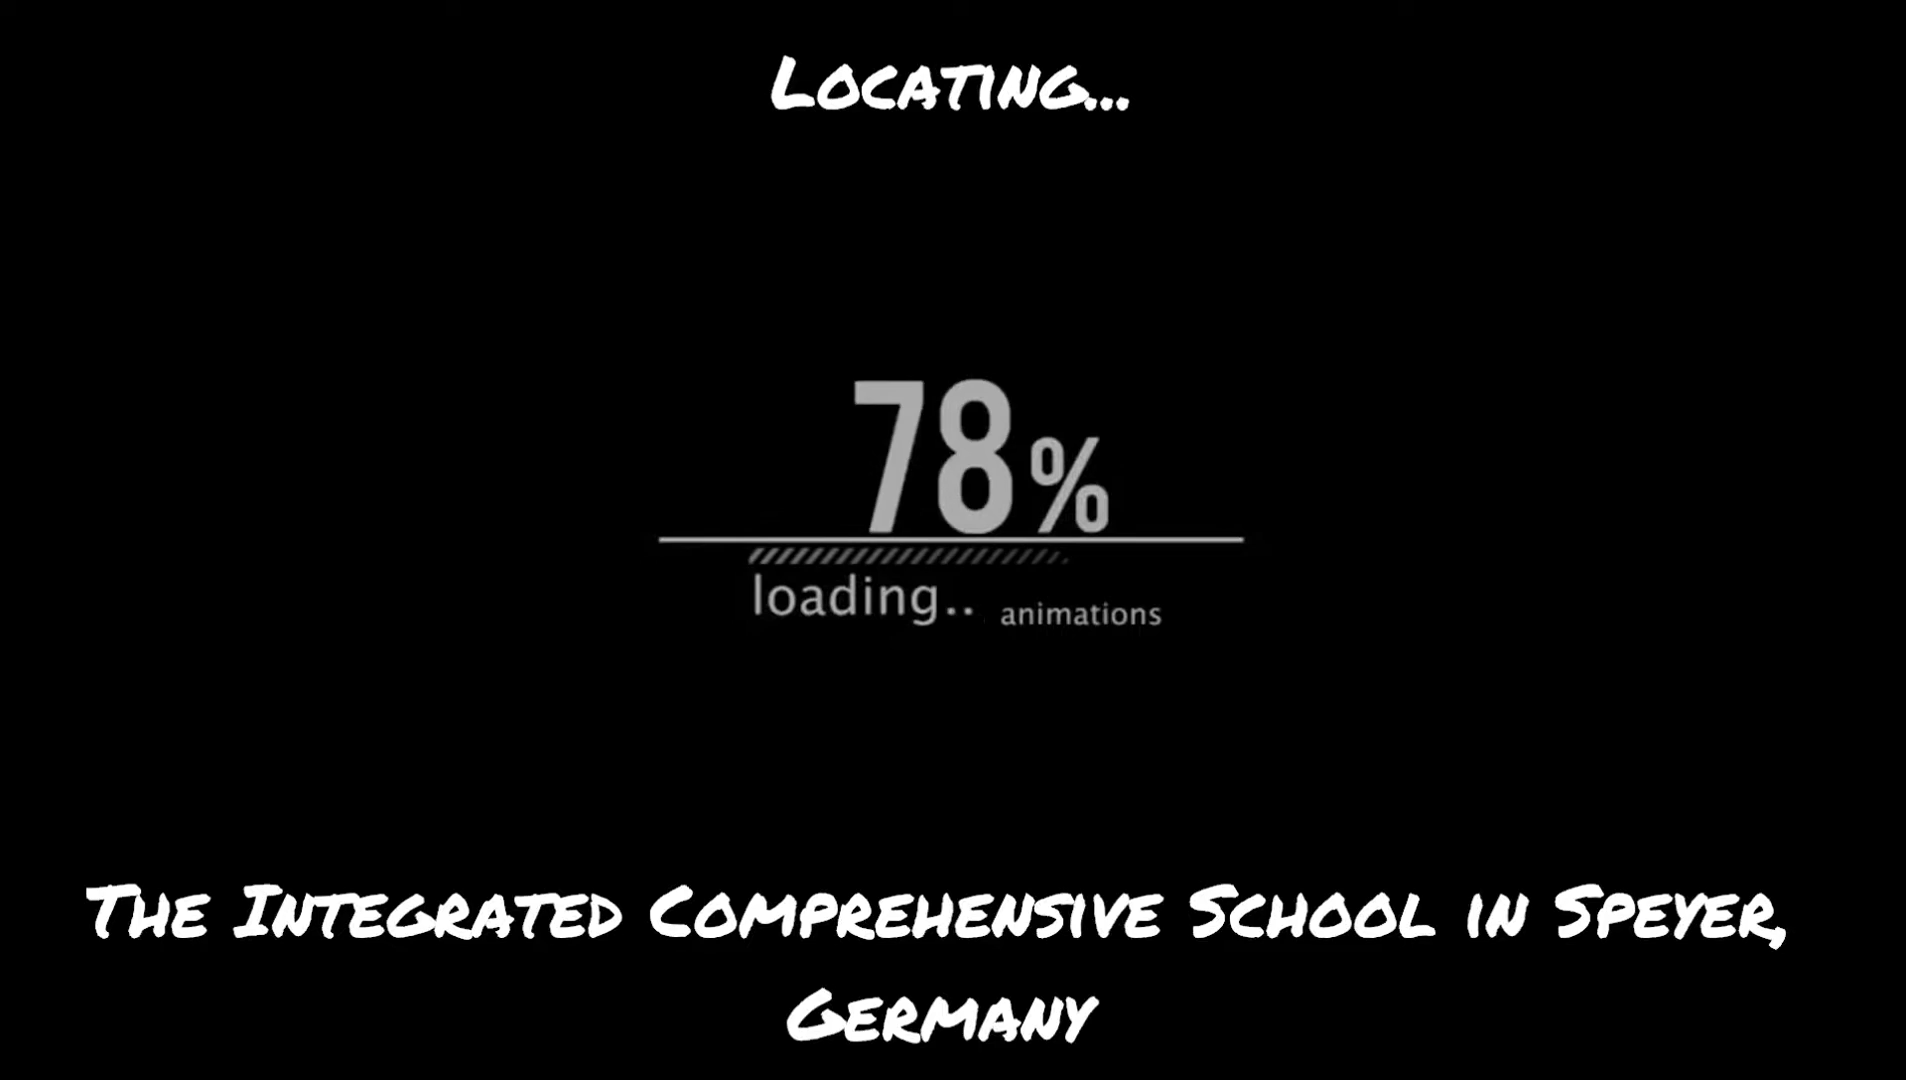 Locating...
78%
loading.. animations
The Integrated Comprehensive School in Speyer,
Germany